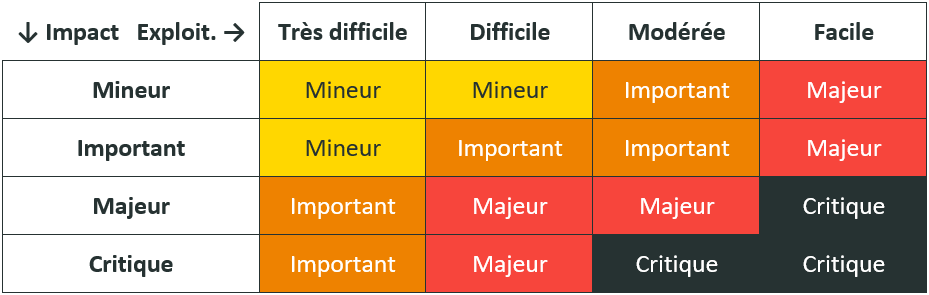 ↓ Impact Exploit. → Très difficile Difficile Modérée Facile
Mineur Mineur Mineur Important Majeur
Important Mineur Important Important Majeur
Majeur Important Majeur Majeur Critique
Critique Important Majeur Critique Critique